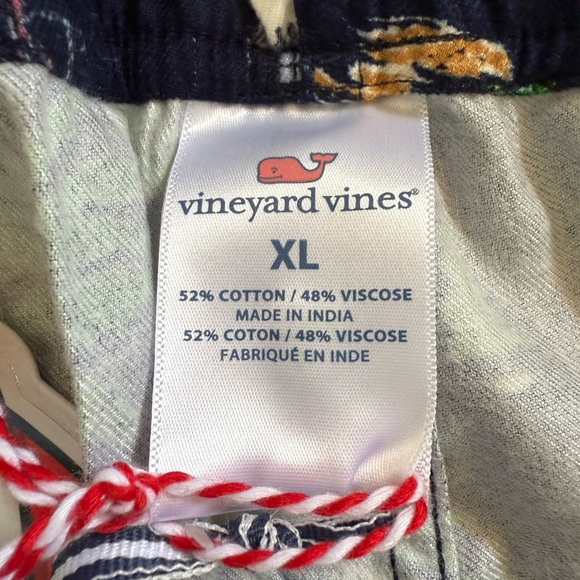 vineyard vines®
XL
52% COTTON / 48% VISCOSE
MADE IN INDIA
52% COTON / 48% VISCOSE
FABRIQUÉ EN INDE